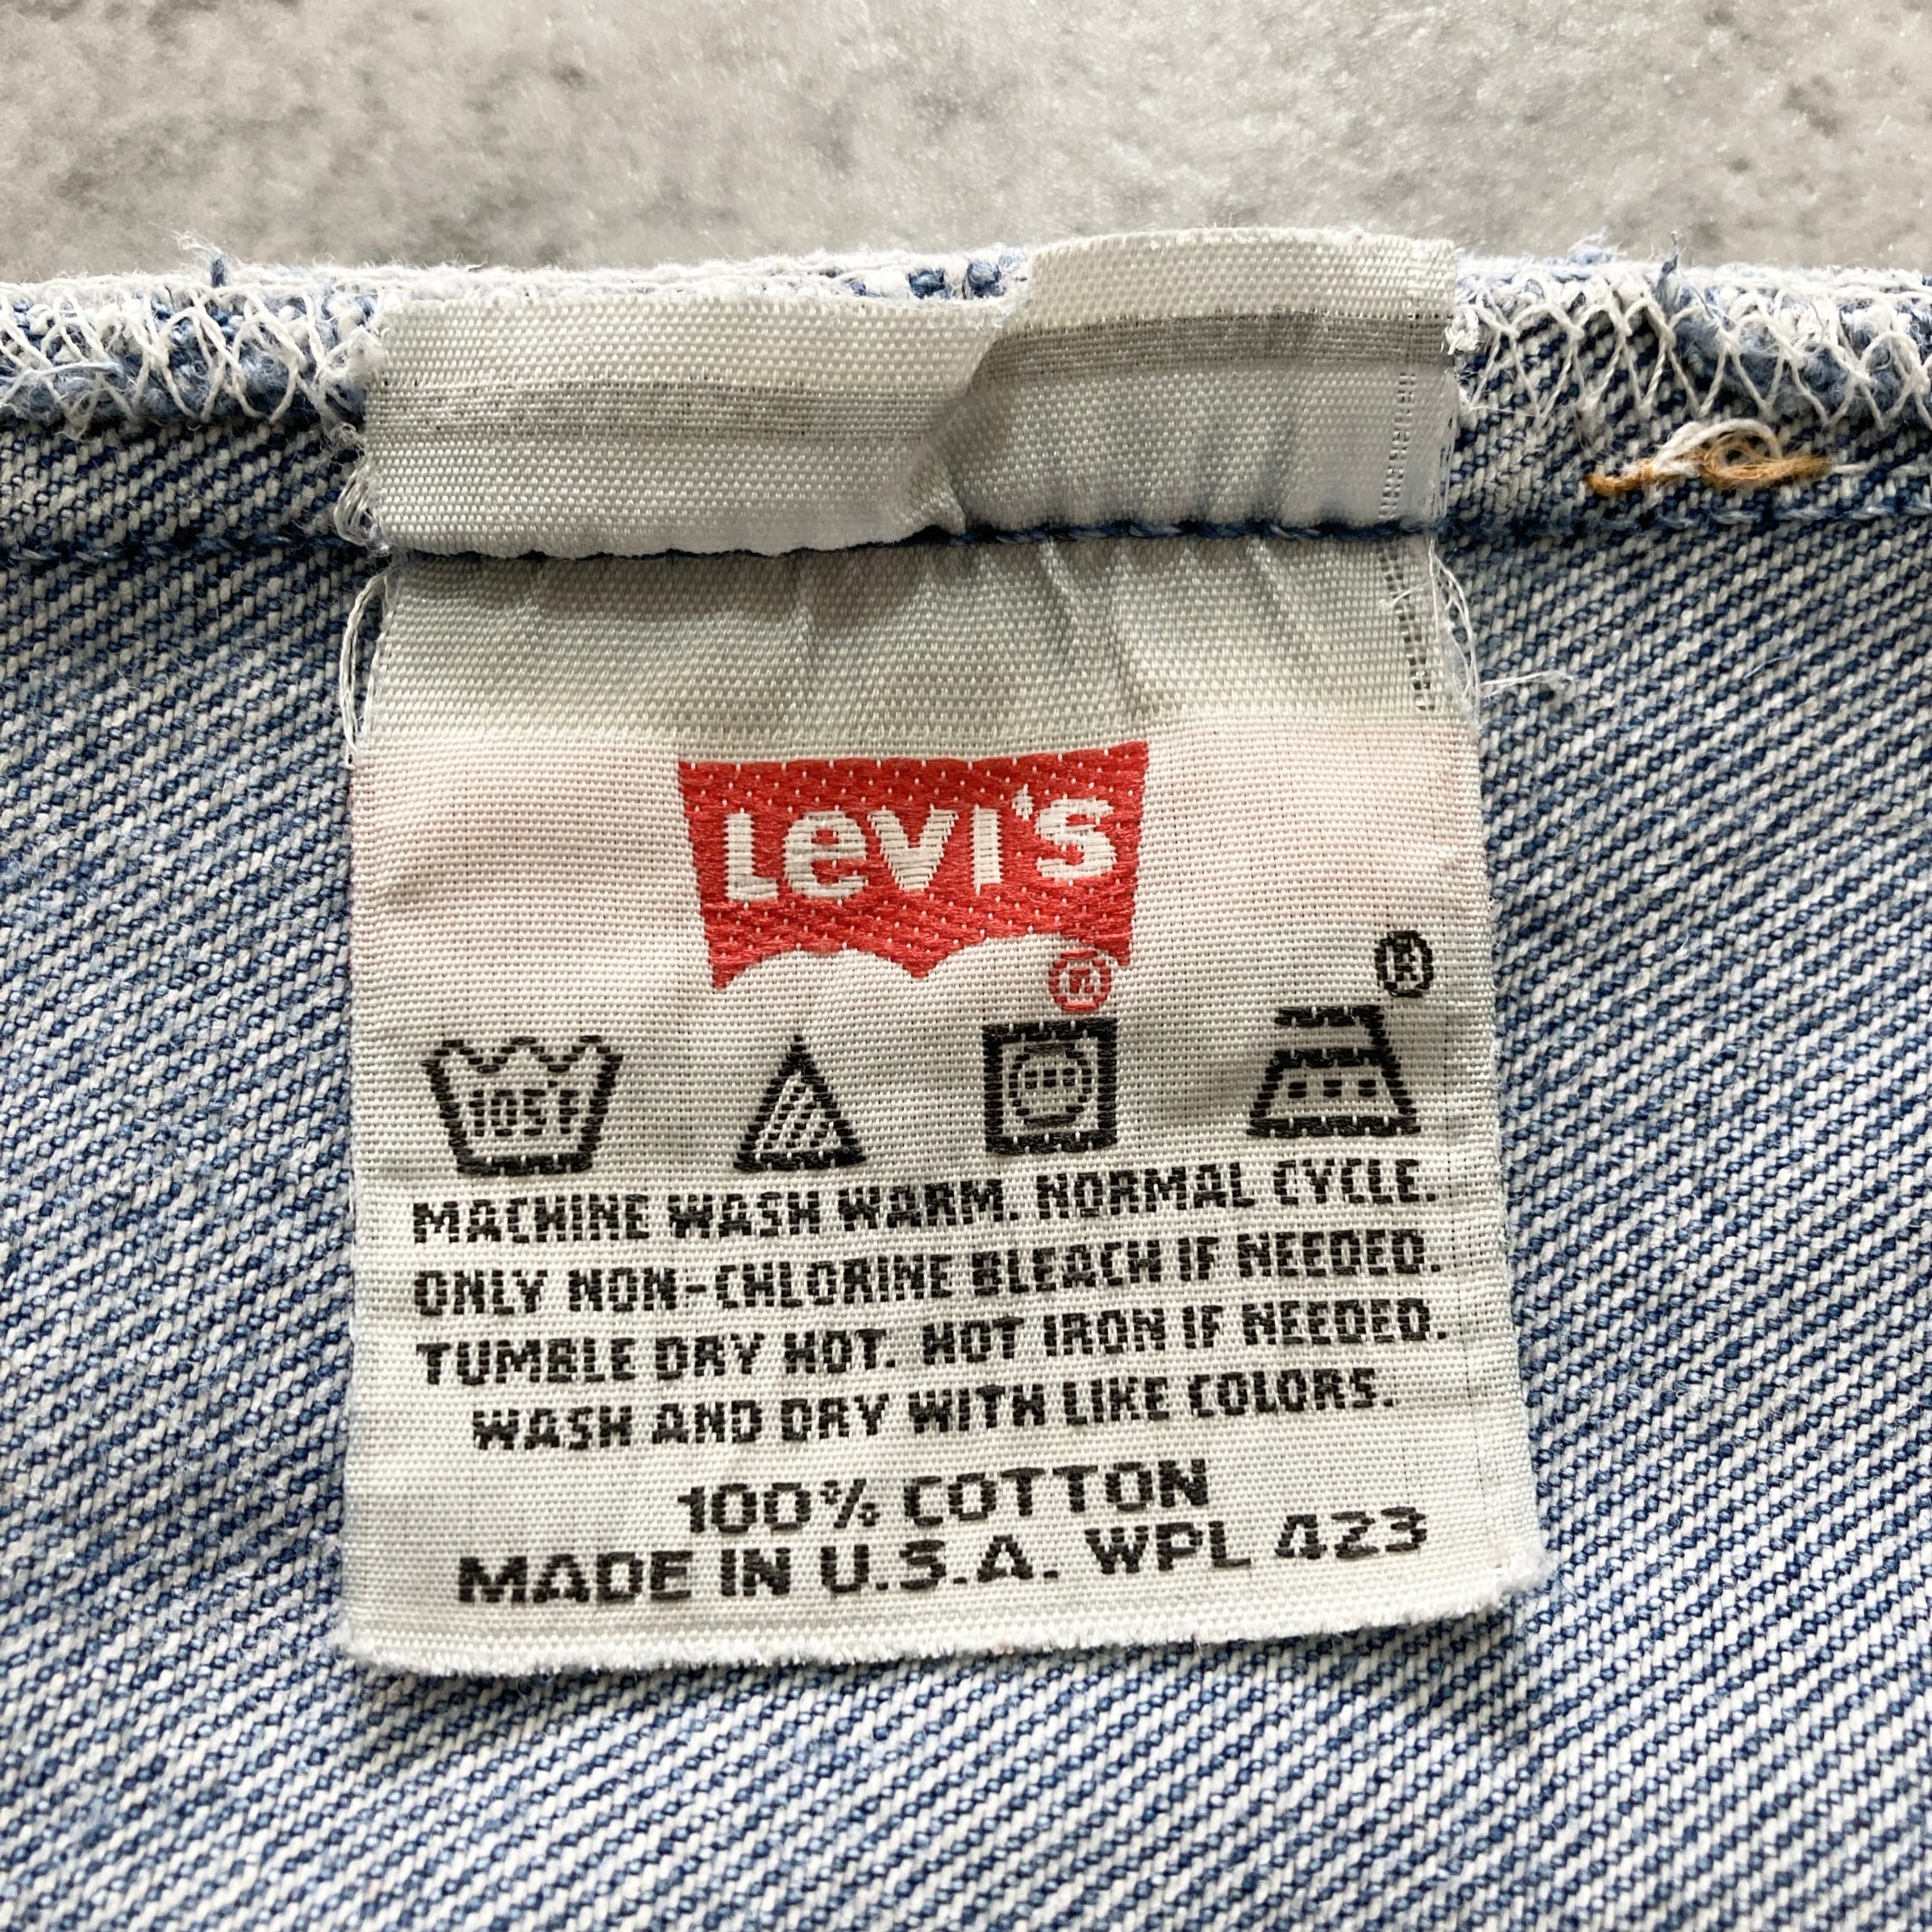 Levi's
®
®
105°F
MACHINE WASH WARM. NORMAL CYCLE.
ONLY NON-CHLORINE BLEACH IF NEEDED.
TUMBLE DRY HOT. HOT IRON IF NEEDED.
WASH AND DRY WITH LIKE COLORS.
100% COTTON
MADE IN U.S.A. WPL 423